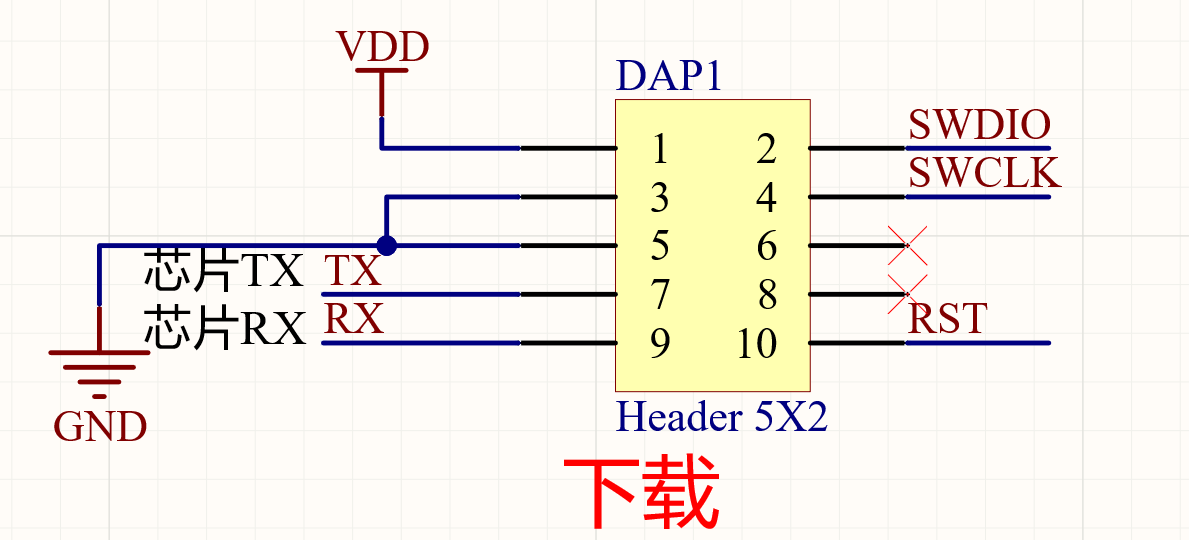 VDD
DAP1
1 2 SWDIO
3 4 SWCLK
5 6
芯片TX TX 7 8
芯片RX RX 9 10 RST
GND
Header 5X2
下载